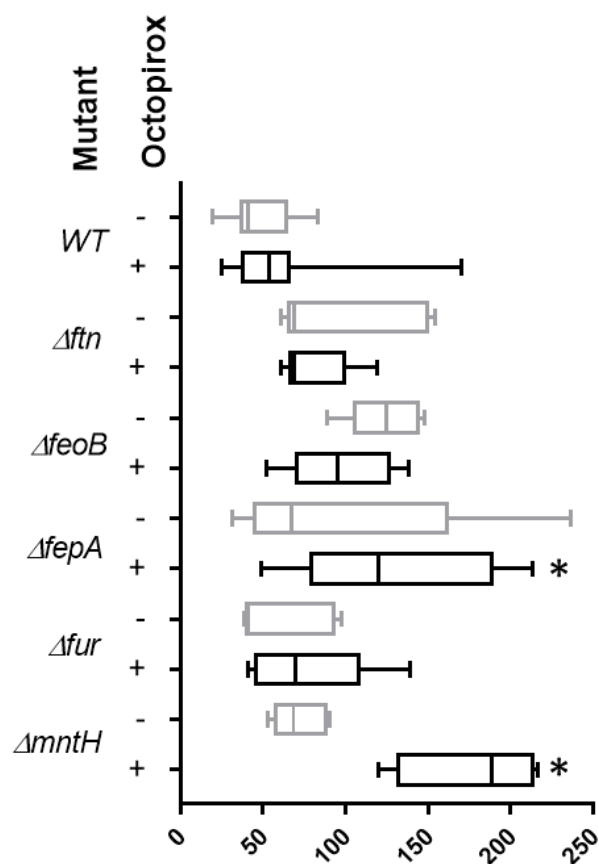 Mutant
Octopirox
WT
-
+
Δftn
-
+
ΔfeoB
-
+
ΔfepA
-
+ *
Δfur
-
+
ΔmntH
-
+ *
0 50 100 150 200 250